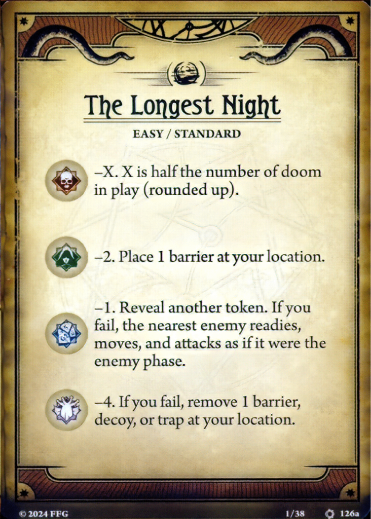 The Longest Night
EASY / STANDARD
–X. X is half the number of doom
in play (rounded up).
–2. Place 1 barrier at your location.
–1. Reveal another token. If you
fail, the nearest enemy readies,
moves, and attacks as if it were the
enemy phase.
–4. If you fail, remove 1 barrier,
decoy, or trap at your location.
© 2024 FFG 1/38 126a